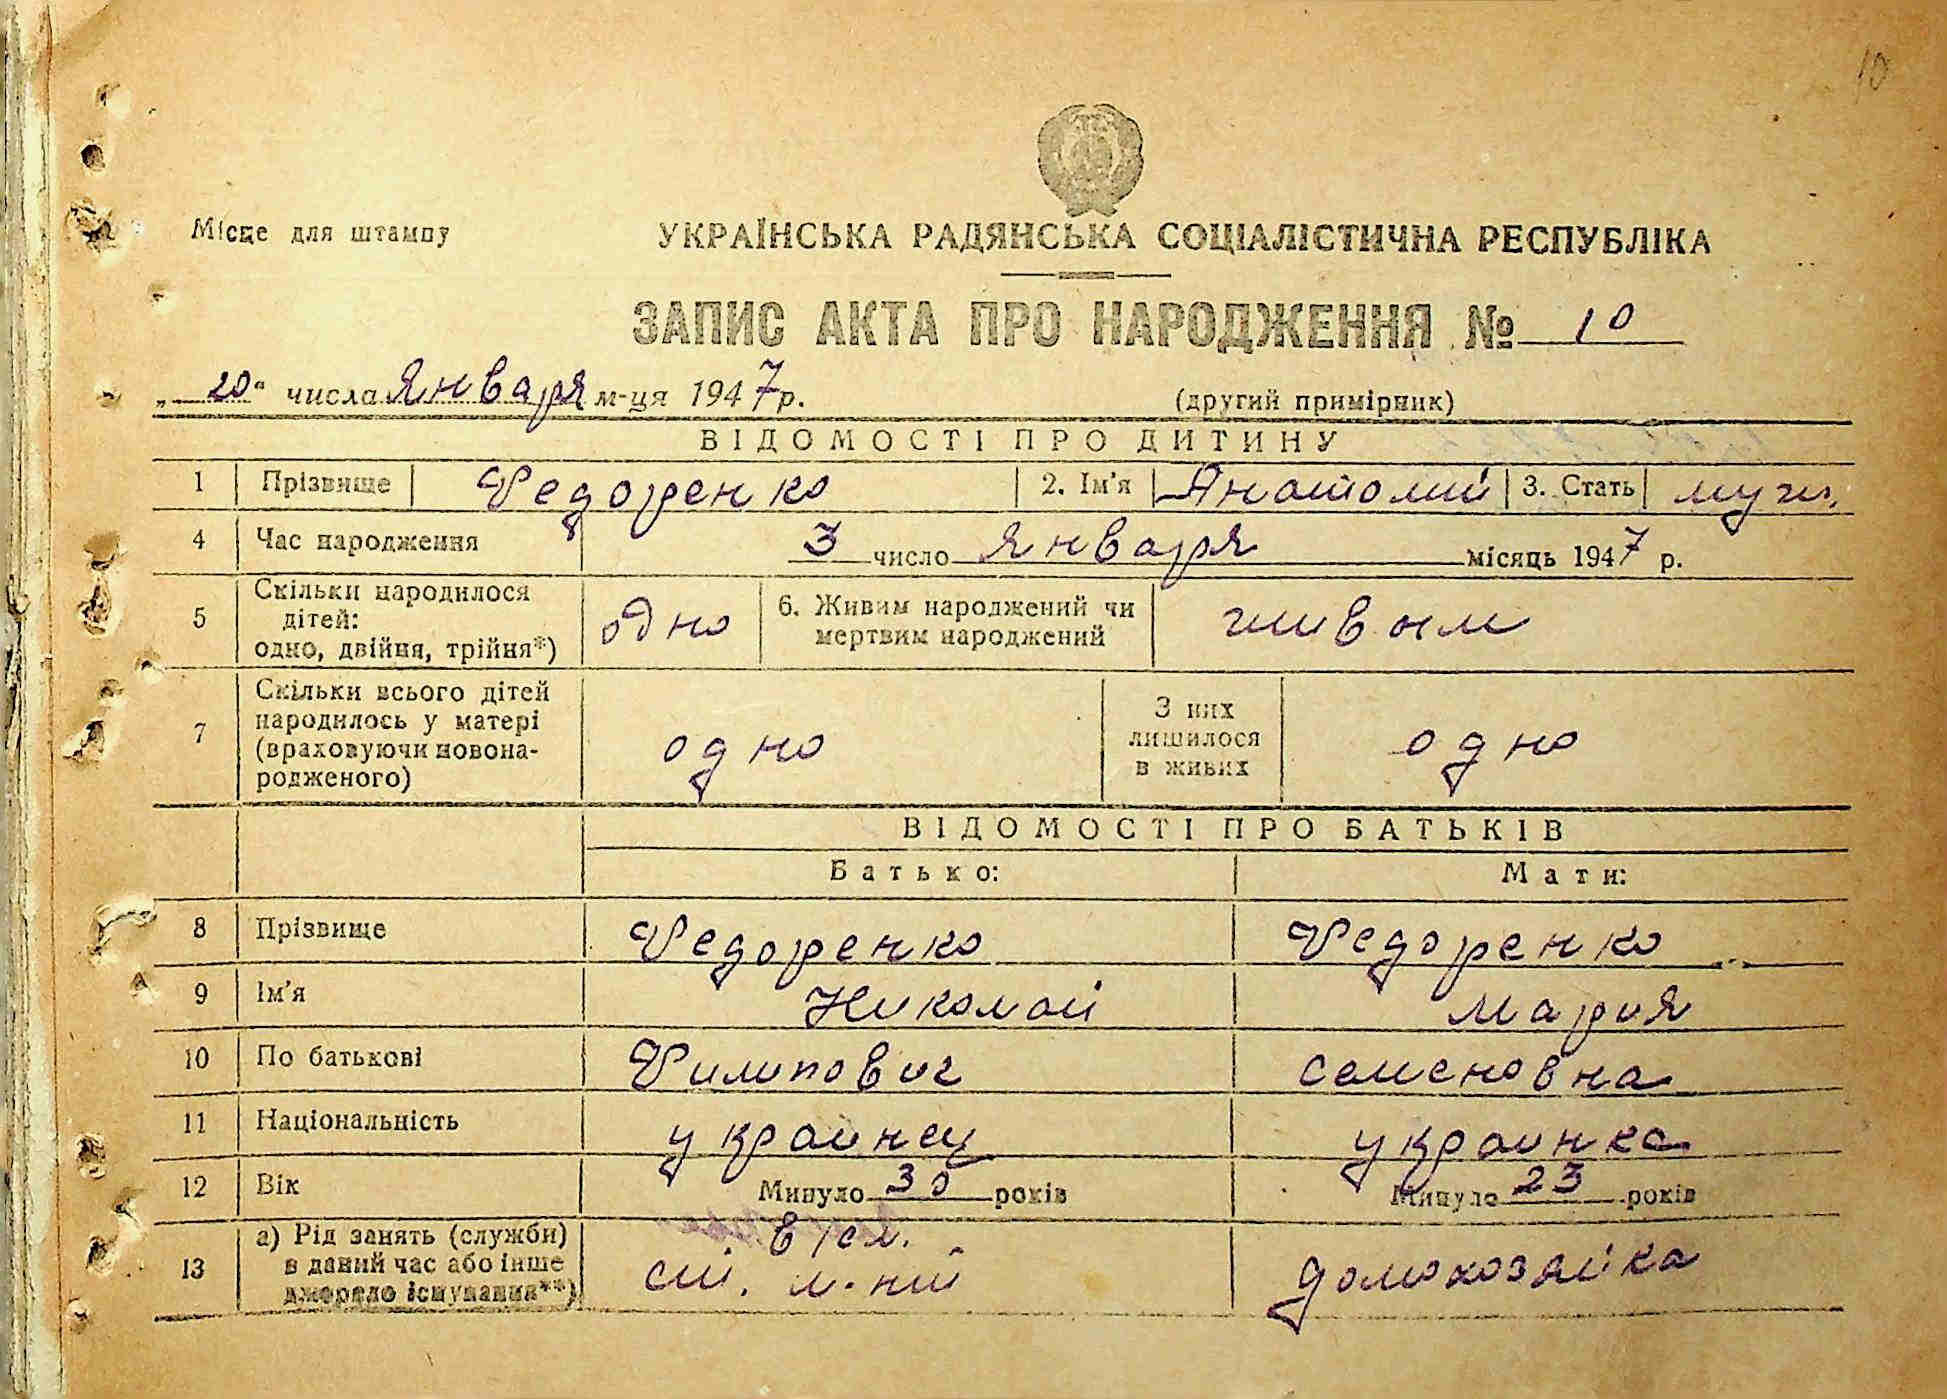 10
Місце для штампу
УКРАЇНСЬКА РАДЯНСЬКА СОЦІАЛІСТИЧНА РЕСПУБЛІКА
ЗАПИС АКТА ПРО НАРОДЖЕННЯ № 10
„20“ числа Января м-ця 1947 р.
(другий примірник)
ВІДОМОСТІ ПРО ДИТИНУ
1 Прізвище Федоренко 2. Ім'я Анатолий 3. Стать муж.
4 Час народження 3 число Января місяць 1947 р.
5 Скільки народилося дітей: одно, двійня, трійня*) одно 6. Живим народжений чи мертвим народжений живым
7 Скільки всього дітей народилось у матері (враховуючи новонародженого) одно З них лишилося в живих одно
ВІДОМОСТІ ПРО БАТЬКІВ
Батько: Мати:
8 Прізвище Федоренко Федоренко
9 Ім'я Николай Мария
10 По батькові Филипович Семеновна
11 Національність украинец украинка
12 Вік Минуло 30 років Минуло 23 років
13 а) Рід занять (служби) в даний час або інше джерело існування**) в/сл. домохозяйка